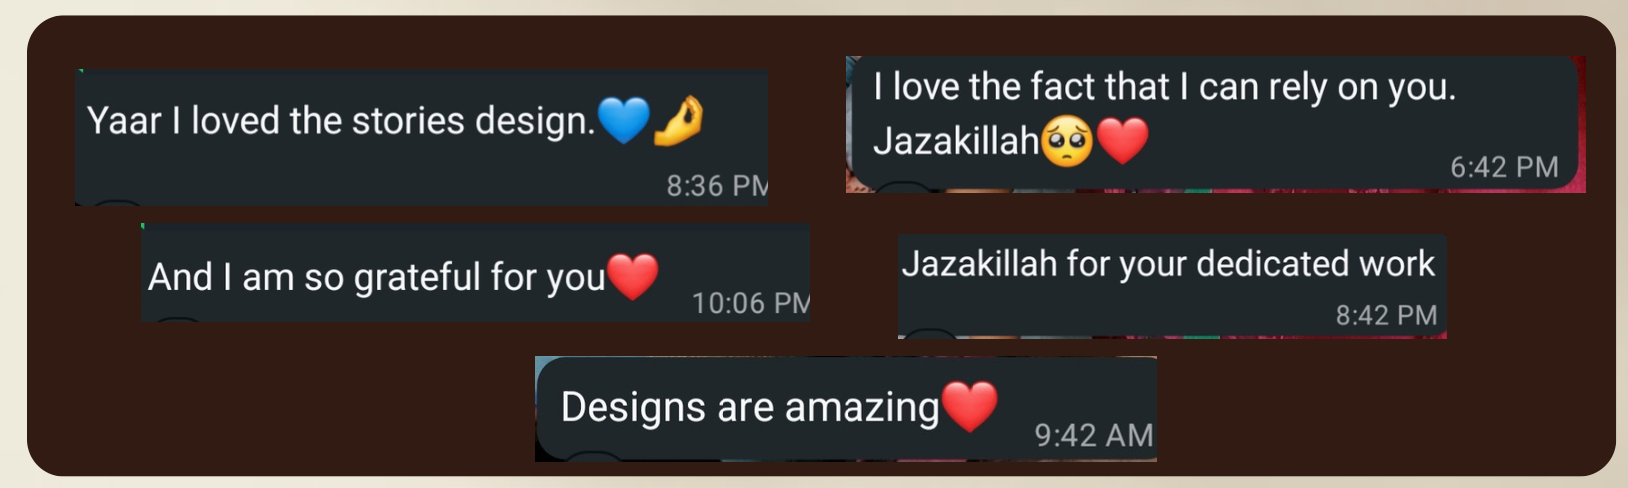 Yaar I loved the stories design.💙🤌
8:36 PM
I love the fact that I can rely on you.
Jazakillah🥺❤️
6:42 PM
And I am so grateful for you❤️
10:06 PM
Jazakillah for your dedicated work
8:42 PM
Designs are amazing❤️
9:42 AM